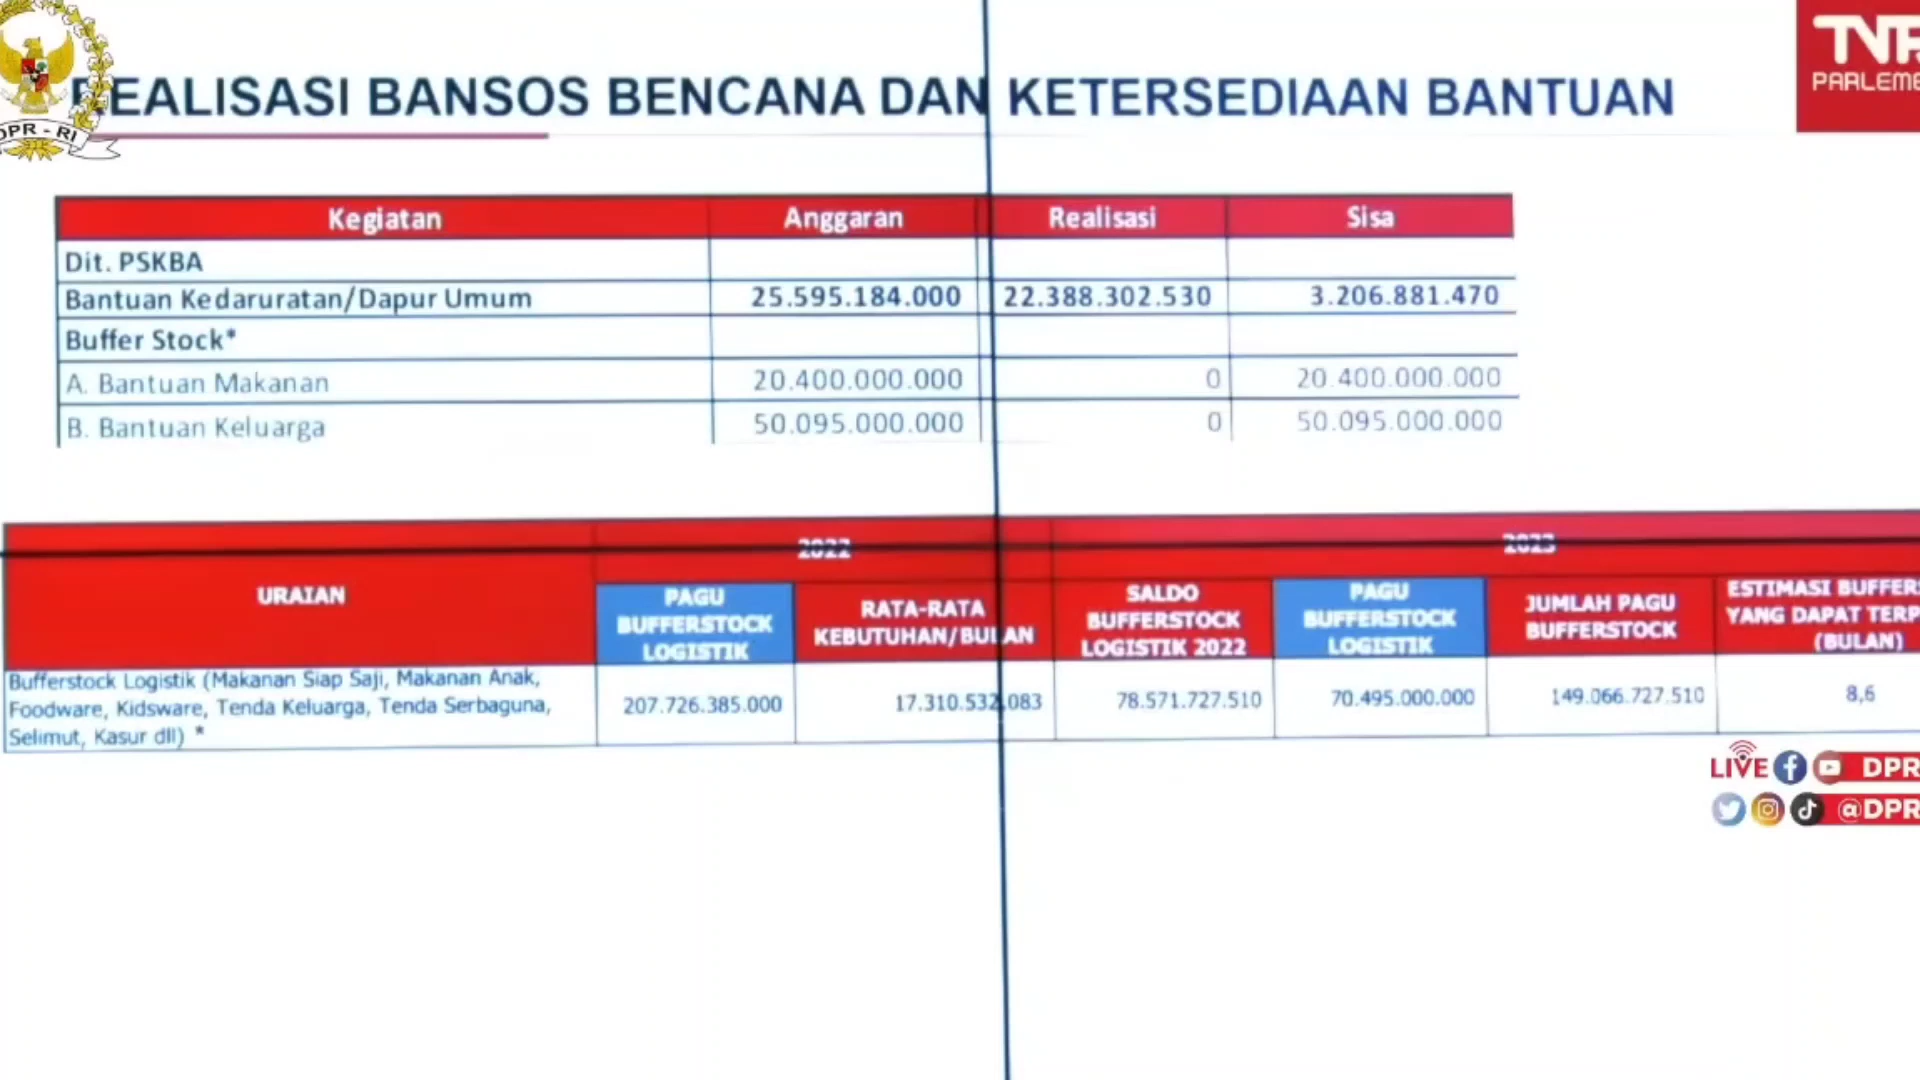 DPR - RI
REALISASI BANSOS BENCANA DAN KETERSEDIAAN BANTUAN
TVR
PARLEME
Kegiatan Anggaran Realisasi Sisa
Dit. PSKBA
Bantuan Kedaruratan/Dapur Umum 25.595.184.000 22.388.302.530 3.206.881.470
Buffer Stock*
A. Bantuan Makanan 20.400.000.000 0 20.400.000.000
B. Bantuan Keluarga 50.095.000.000 0 50.095.000.000
2022 2023
URAIAN
PAGU
BUFFERSTOCK
LOGISTIK
RATA-RATA
KEBUTUHAN/BULAN
SALDO
BUFFERSTOCK
LOGISTIK 2022
PAGU
BUFFERSTOCK
LOGISTIK
JUMLAH PAGU
BUFFERSTOCK
ESTIMASI BUFFERS
YANG DAPAT TERP
(BULAN)
Bufferstock Logistik (Makanan Siap Saji, Makanan Anak,
Foodware, Kidsware, Tenda Keluarga, Tenda Serbaguna,
Selimut, Kasur dll) *
207.726.385.000 17.310.532.083 78.571.727.510 70.495.000.000 149.066.727.510 8,6
LIVE DPR
@DPR